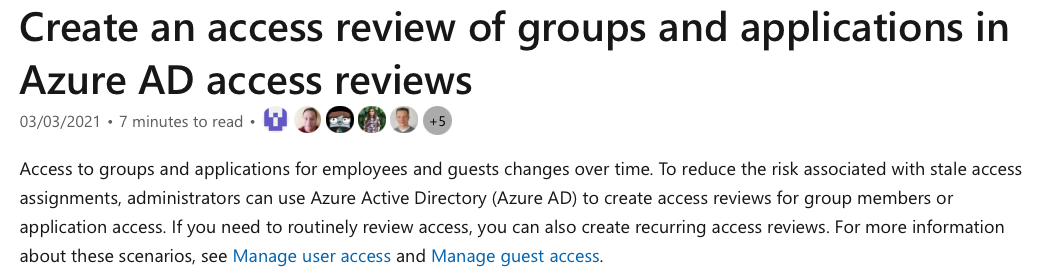 Create an access review of groups and applications in
Azure AD access reviews
03/03/2021 • 7 minutes to read • +5
Access to groups and applications for employees and guests changes over time. To reduce the risk associated with stale access
assignments, administrators can use Azure Active Directory (Azure AD) to create access reviews for group members or
application access. If you need to routinely review access, you can also create recurring access reviews. For more information
about these scenarios, see Manage user access and Manage guest access.